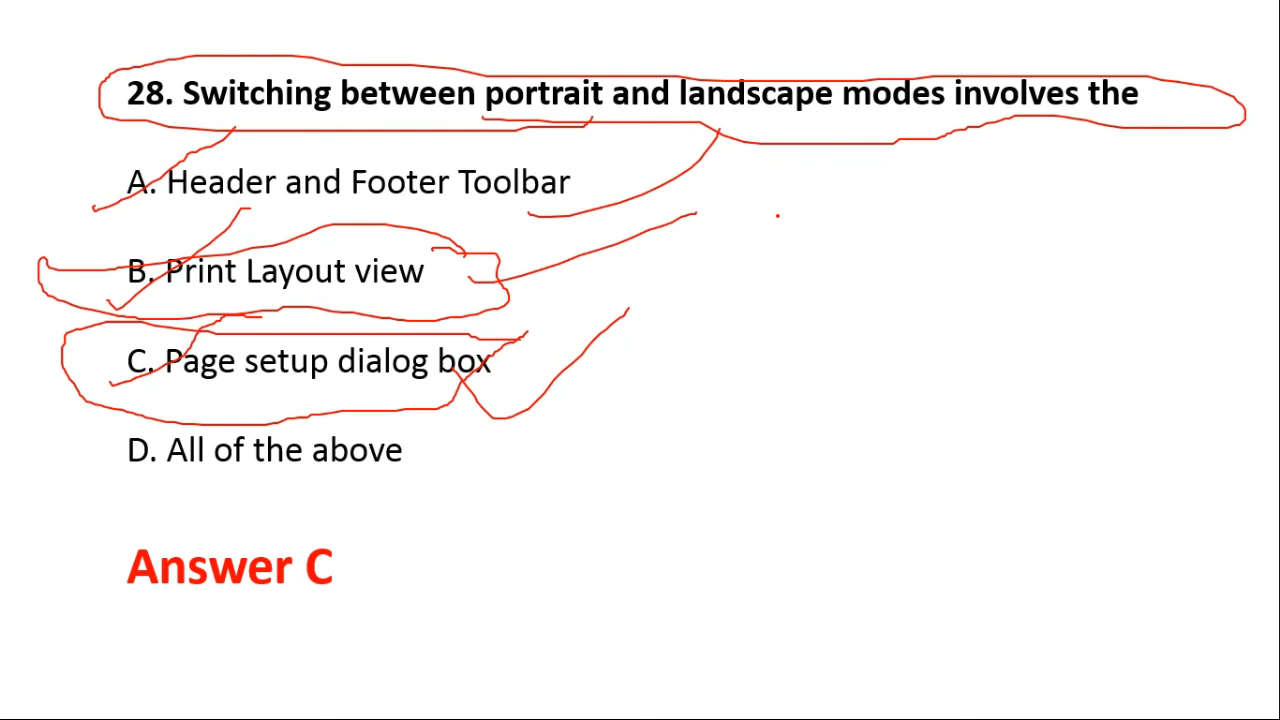 28. Switching between portrait and landscape modes involves the
A. Header and Footer Toolbar
B. Print Layout view
C. Page setup dialog box
D. All of the above
Answer C